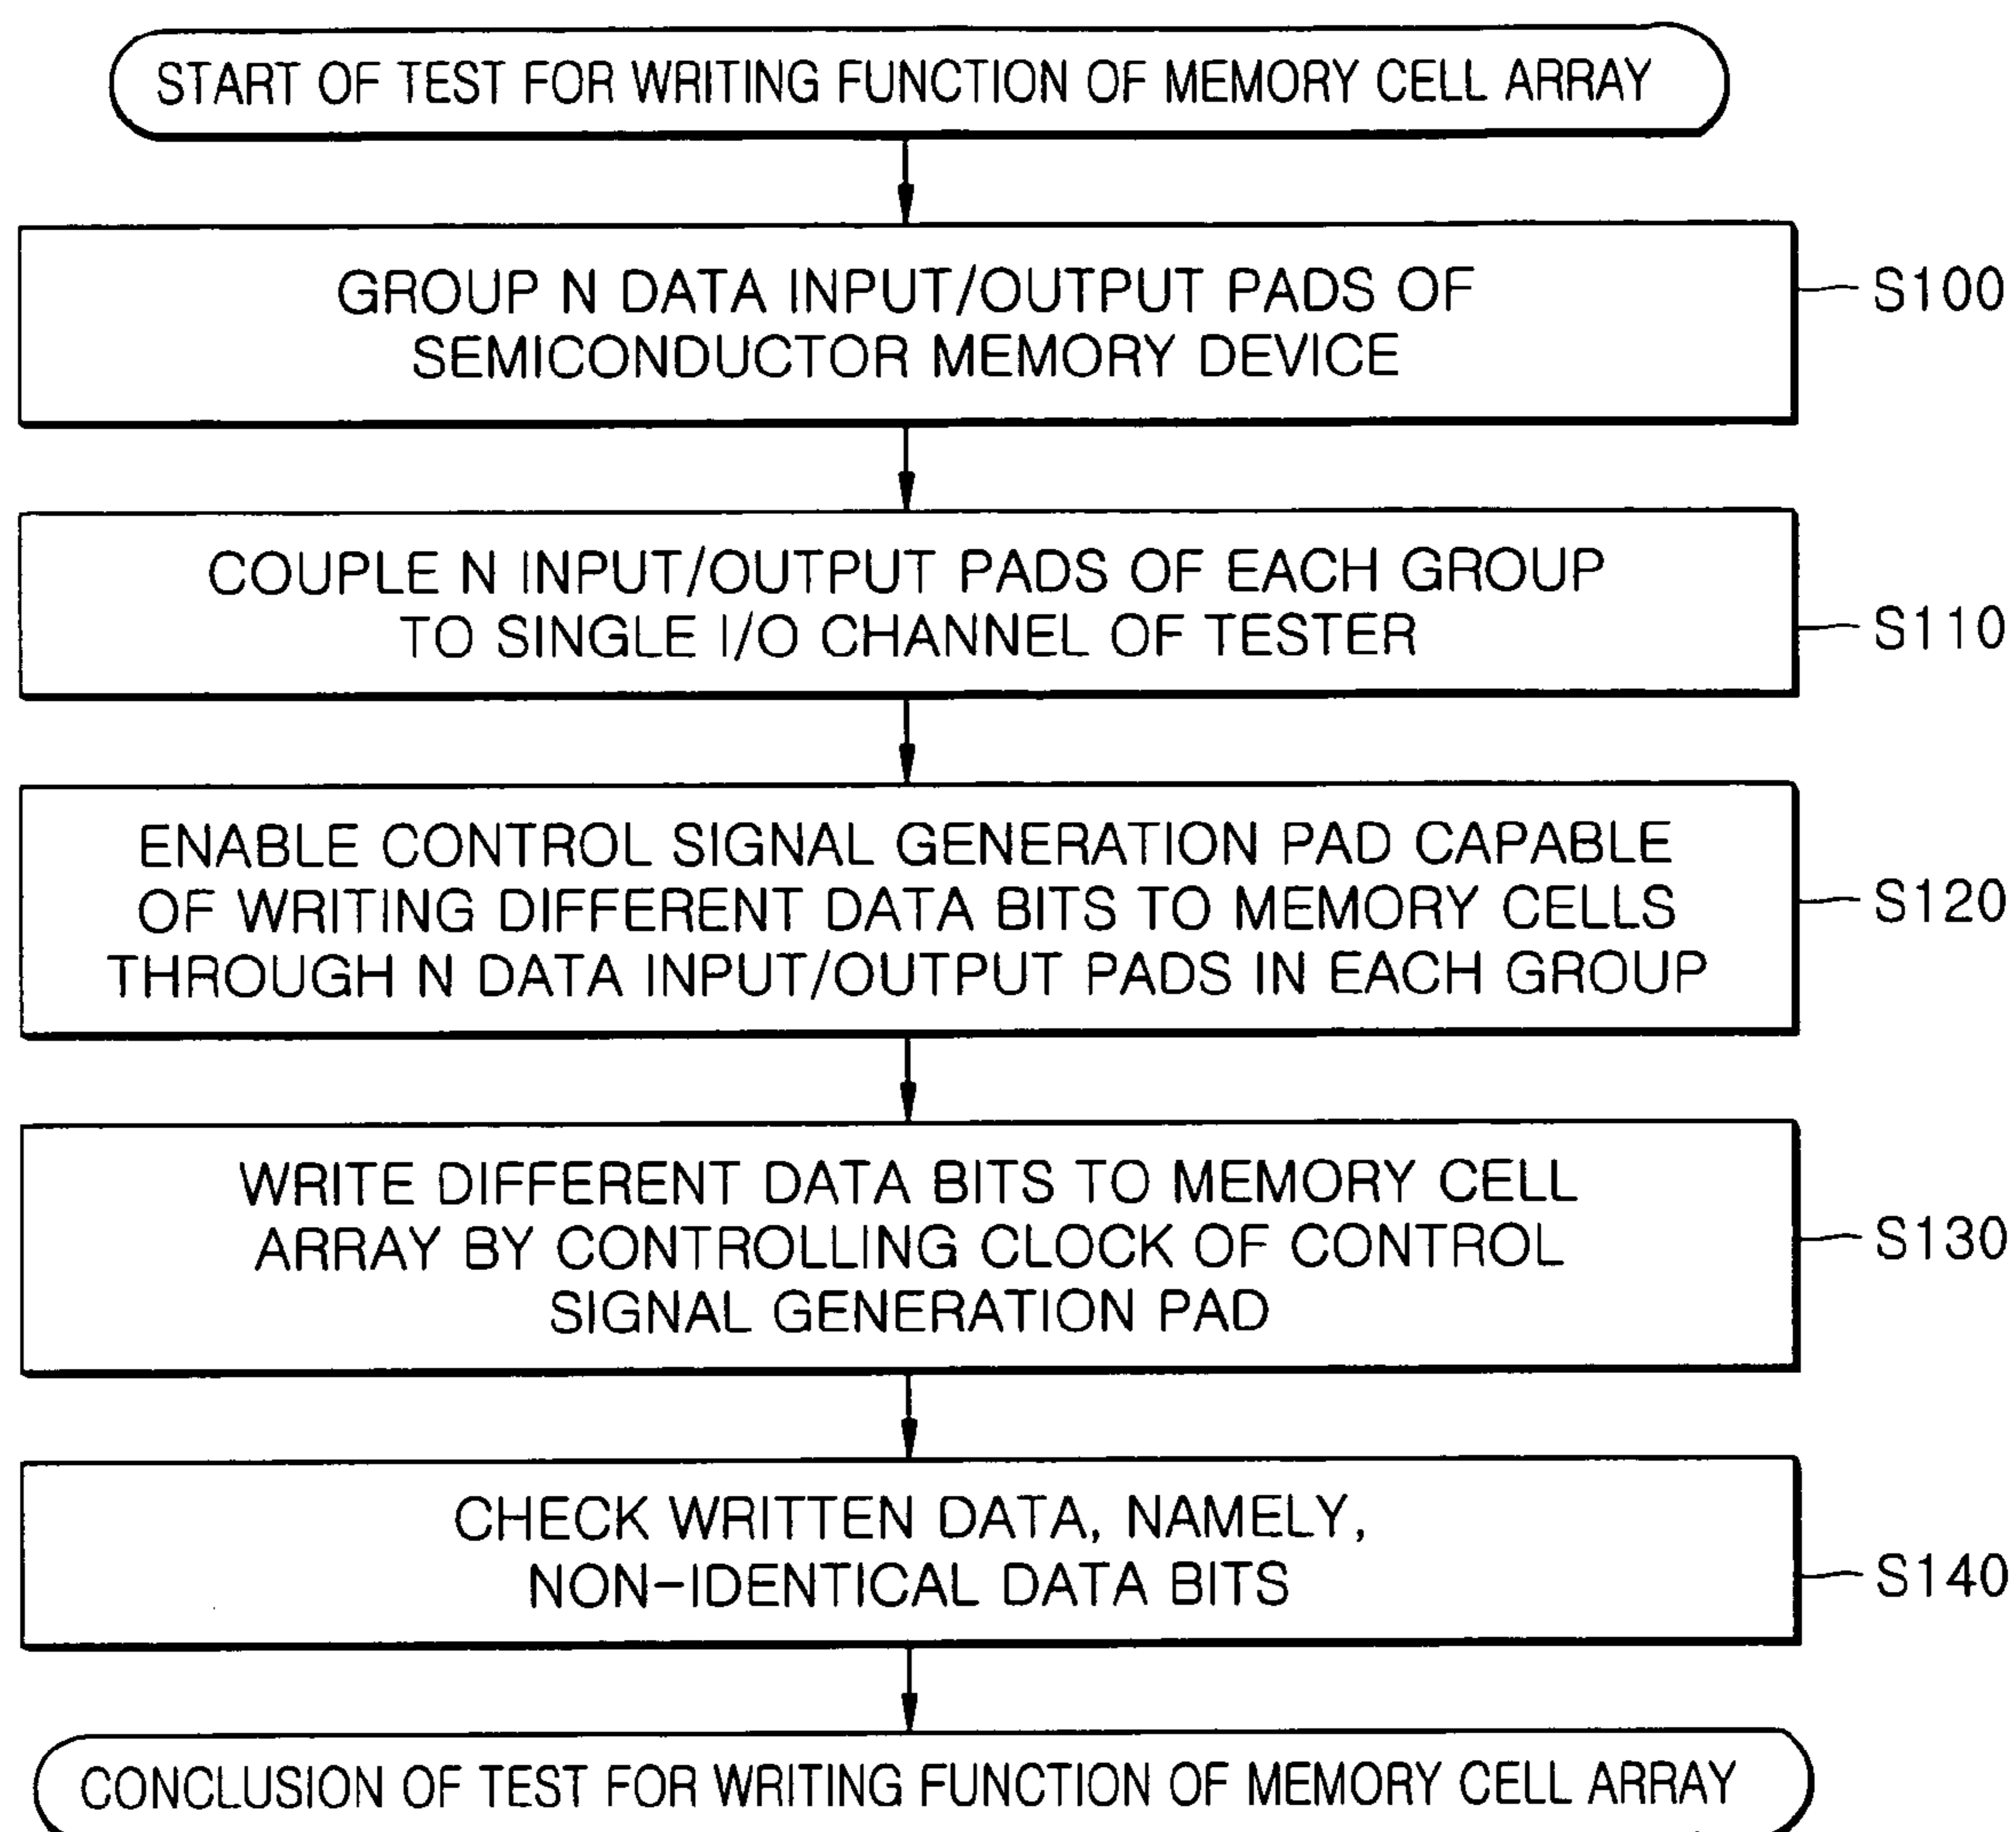 START OF TEST FOR WRITING FUNCTION OF MEMORY CELL ARRAY
GROUP N DATA INPUT/OUTPUT PADS OF
SEMICONDUCTOR MEMORY DEVICE
S100
COUPLE N INPUT/OUTPUT PADS OF EACH GROUP
TO SINGLE I/O CHANNEL OF TESTER
S110
ENABLE CONTROL SIGNAL GENERATION PAD CAPABLE
OF WRITING DIFFERENT DATA BITS TO MEMORY CELLS
THROUGH N DATA INPUT/OUTPUT PADS IN EACH GROUP
S120
WRITE DIFFERENT DATA BITS TO MEMORY CELL
ARRAY BY CONTROLLING CLOCK OF CONTROL
SIGNAL GENERATION PAD
S130
CHECK WRITTEN DATA, NAMELY,
NON-IDENTICAL DATA BITS
S140
CONCLUSION OF TEST FOR WRITING FUNCTION OF MEMORY CELL ARRAY